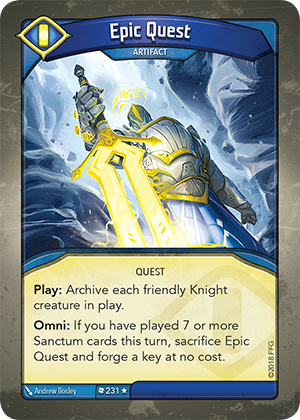 Epic Quest
ARTIFACT
QUEST
Play: Archive each friendly Knight
creature in play.
Omni: If you have played 7 or more
Sanctum cards this turn, sacrifice Epic
Quest and forge a key at no cost.
©2018 FFG
Andrew Bosley
231